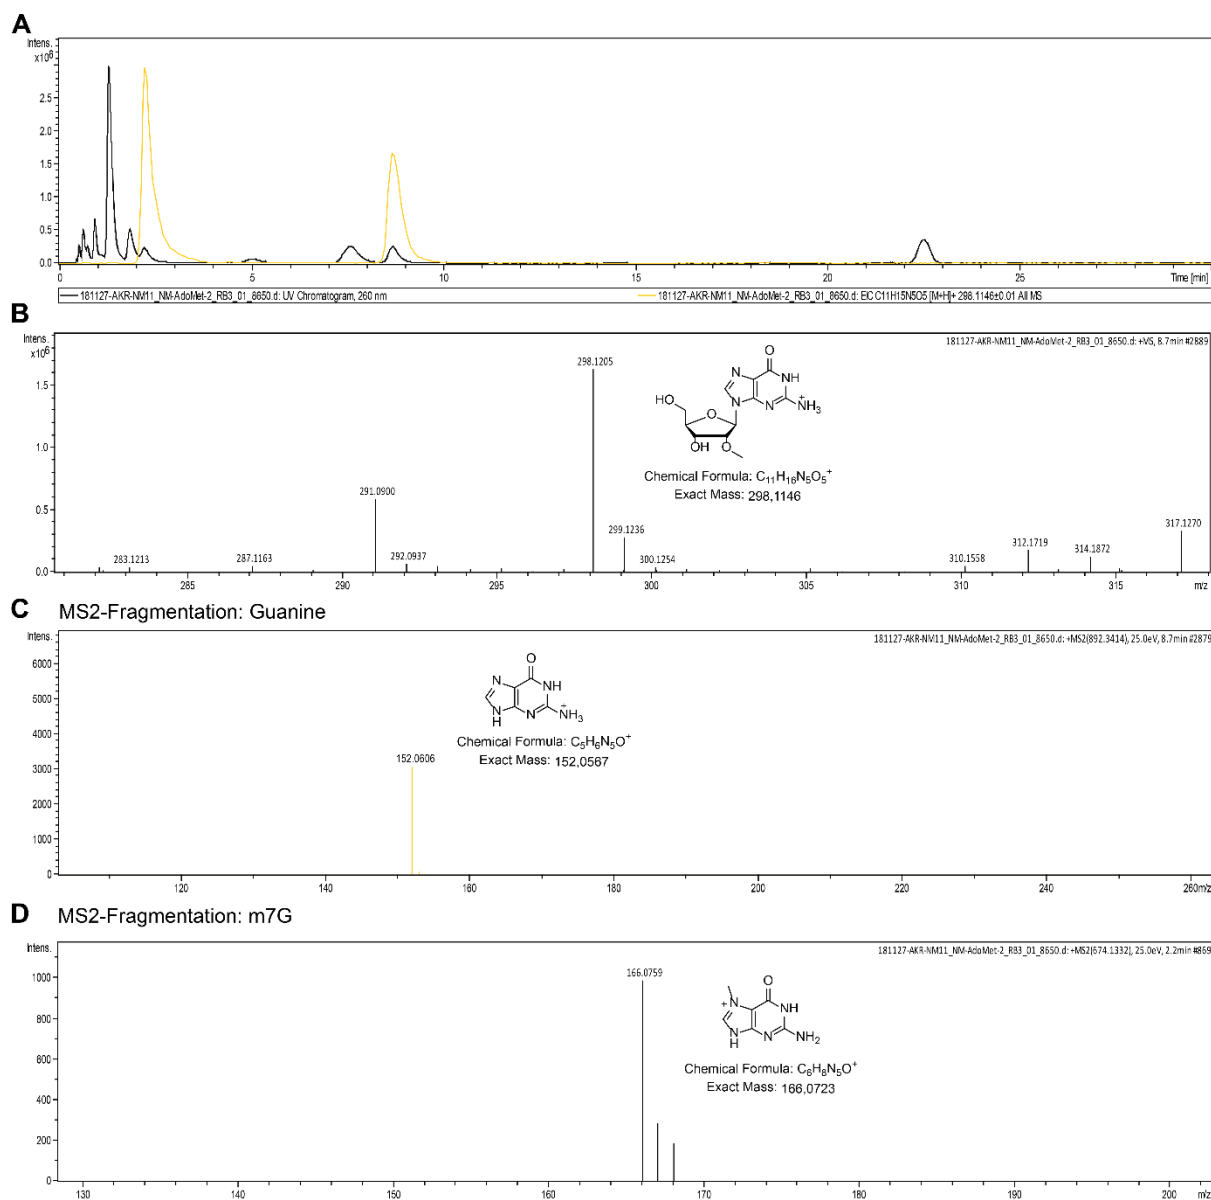 A
Intens.
x10⁶
2.5
2.0
1.5
1.0
0.5
0.0
0 5 10 15 20 25 Time [min]
181127-AKR-NM11_NM-AdoMet-2_RB3_01_8650.d: UV Chromatogram, 260 nm
181127-AKR-NM11_NM-AdoMet-2_RB3_01_8650.d: EIC C11H15N5O5 [M+H]+ 298.1146±0.01 All MS
B
Intens.
x10⁶
181127-AKR-NM11_NM-AdoMet-2_RB3_01_8650.d: +MS, 8.7min #2889
1.5
1.0
0.5
0.0
298.1205
O
N
NH
N
N
NH₃
+
HO
O
OH
O
Chemical Formula: C₁₁H₁₆N₅O₅⁺
Exact Mass: 298,1146
291.0900
299.1236
317.1270
283.1213
287.1163
292.0937
300.1254
310.1558
312.1719
314.1872
285 290 295 300 305 310 315 m/z
C MS2-Fragmentation: Guanine
Intens.
181127-AKR-NM11_NM-AdoMet-2_RB3_01_8650.d: +MS2(892.3414), 25.0eV, 8.7min #2879
6000
5000
4000
3000
2000
1000
0
O
N
NH
N
H
N
NH₃
+
Chemical Formula: C₅H₆N₅O⁺
Exact Mass: 152,0567
152.0606
120 140 160 180 200 220 240 260 m/z
D MS2-Fragmentation: m7G
Intens.
181127-AKR-NM11_NM-AdoMet-2_RB3_01_8650.d: +MS2(674.1332), 25.0eV, 2.2min #869
1000
800
600
400
200
0
166.0759
O
+
N
NH
N
H
N
NH₂
Chemical Formula: C₆H₈N₅O⁺
Exact Mass: 166,0723
130 140 150 160 170 180 190 200 m/z